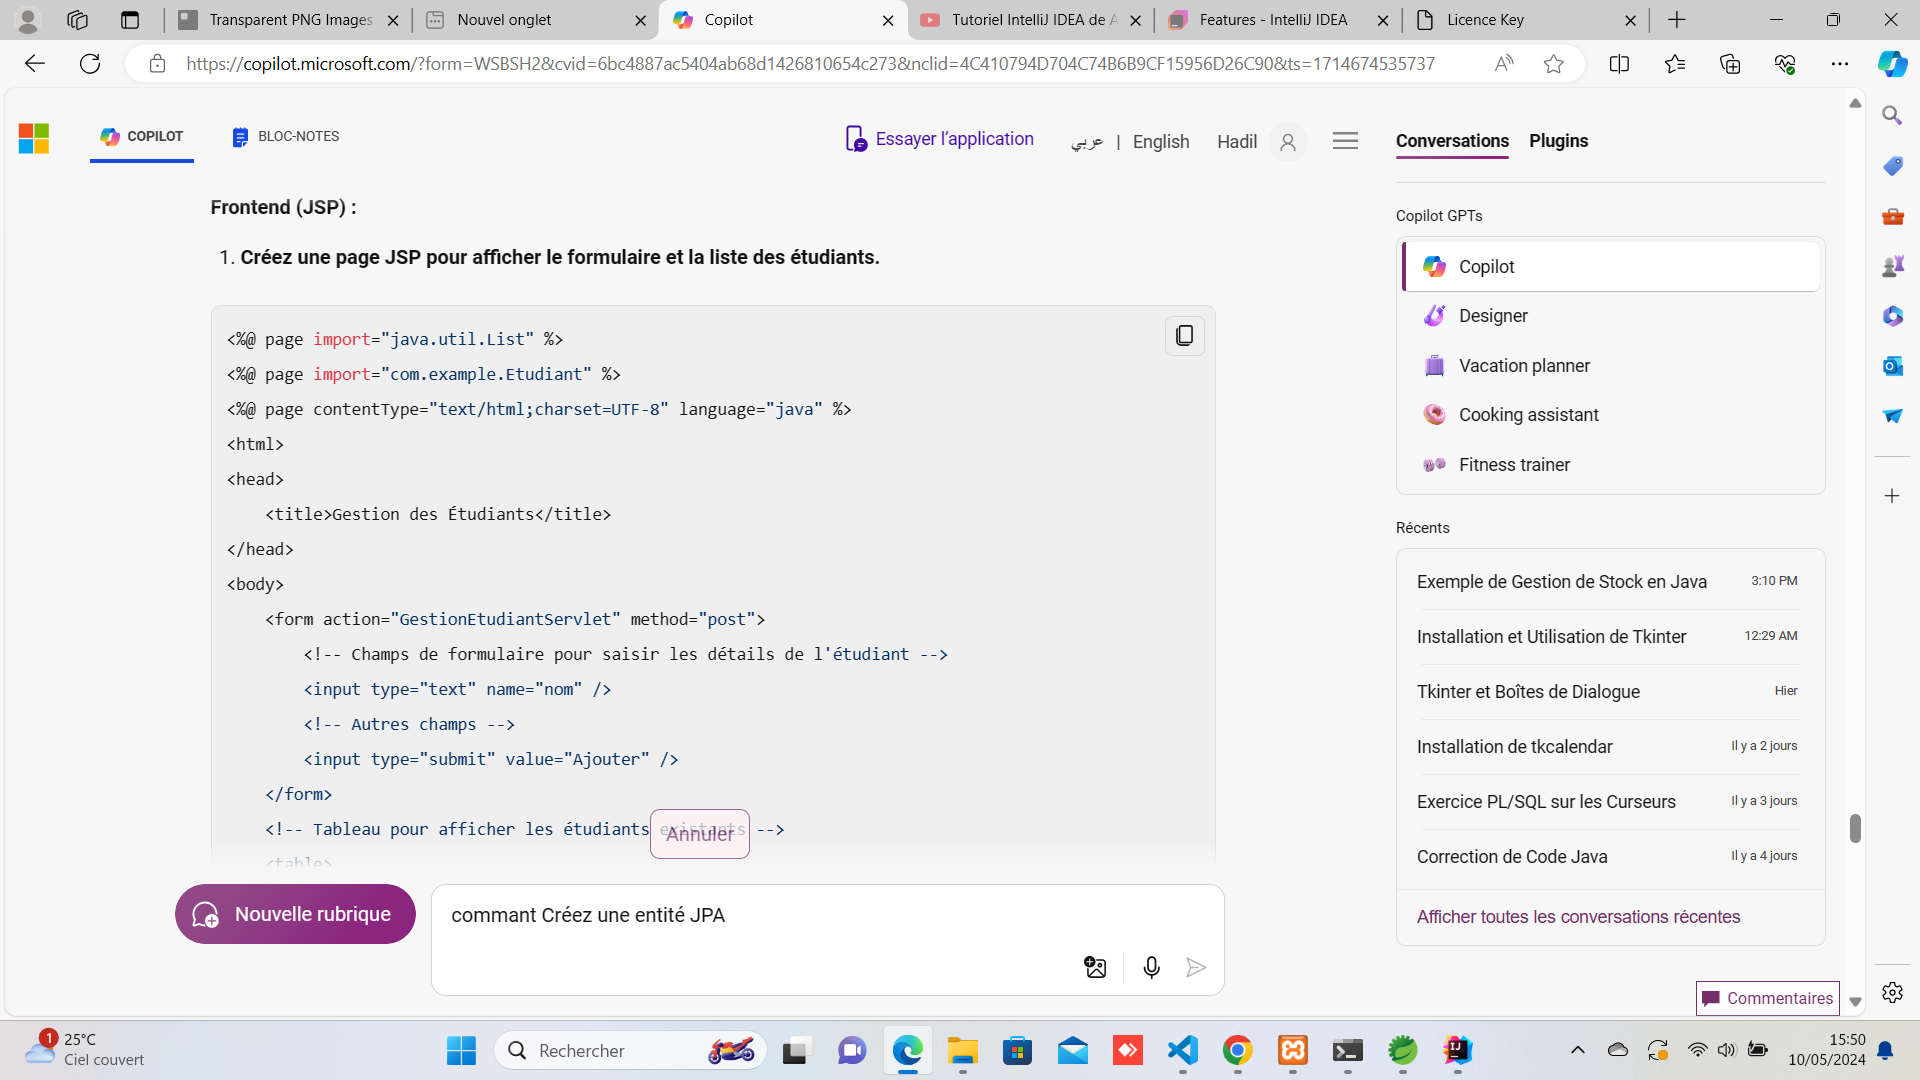 Transparent PNG Images
Nouvel onglet
Copilot
Tutoriel IntelliJ IDEA de A
Features - IntelliJ IDEA
Licence Key
https://copilot.microsoft.com/?form=WSBSH2&cvid=6bc4887ac5404ab68d1426810654c273&nclid=4C410794D704C74B6B9CF15956D26C90&ts=1714674535737
COPILOT
BLOC-NOTES
Essayer l’application
عربي | English
Hadil
Conversations
Plugins
Frontend (JSP) :
1. Créez une page JSP pour afficher le formulaire et la liste des étudiants.
<%@ page import="java.util.List" %>
<%@ page import="com.example.Etudiant" %>
<%@ page contentType="text/html;charset=UTF-8" language="java" %>
<html>
<head>
<title>Gestion des Étudiants</title>
</head>
<body>
<form action="GestionEtudiantServlet" method="post">
<!-- Champs de formulaire pour saisir les détails de l'étudiant -->
<input type="text" name="nom" />
<!-- Autres champs -->
<input type="submit" value="Ajouter" />
</form>
<!-- Tableau pour afficher les étudiants existants -->
<table>
Annuler
Nouvelle rubrique
commant Créez une entité JPA
Copilot GPTs
Copilot
Designer
Vacation planner
Cooking assistant
Fitness trainer
Récents
Exemple de Gestion de Stock en Java 3:10 PM
Installation et Utilisation de Tkinter 12:29 AM
Tkinter et Boîtes de Dialogue Hier
Installation de tkcalendar Il y a 2 jours
Exercice PL/SQL sur les Curseurs Il y a 3 jours
Correction de Code Java Il y a 4 jours
Afficher toutes les conversations récentes
Commentaires
1
25°C
Ciel couvert
Rechercher
15:50
10/05/2024